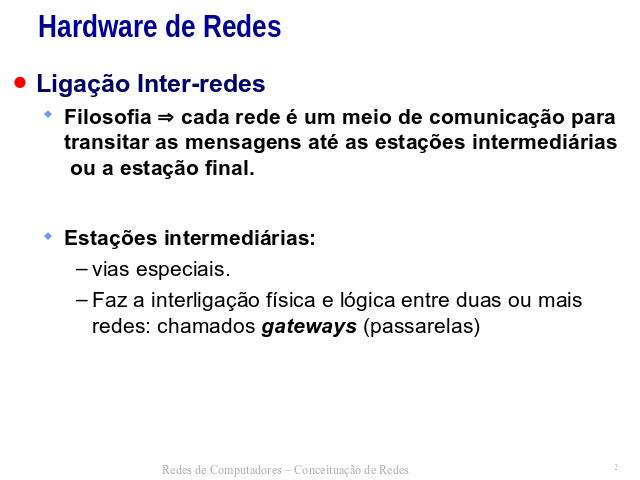 Hardware de Redes
Ligação Inter-redes
Filosofia ⇒ cada rede é um meio de comunicação para
transitar as mensagens até as estações intermediárias
ou a estação final.
Estações intermediárias:
– vias especiais.
– Faz a interligação física e lógica entre duas ou mais
redes: chamados gateways (passarelas)
Redes de Computadores – Conceituação de Redes
2